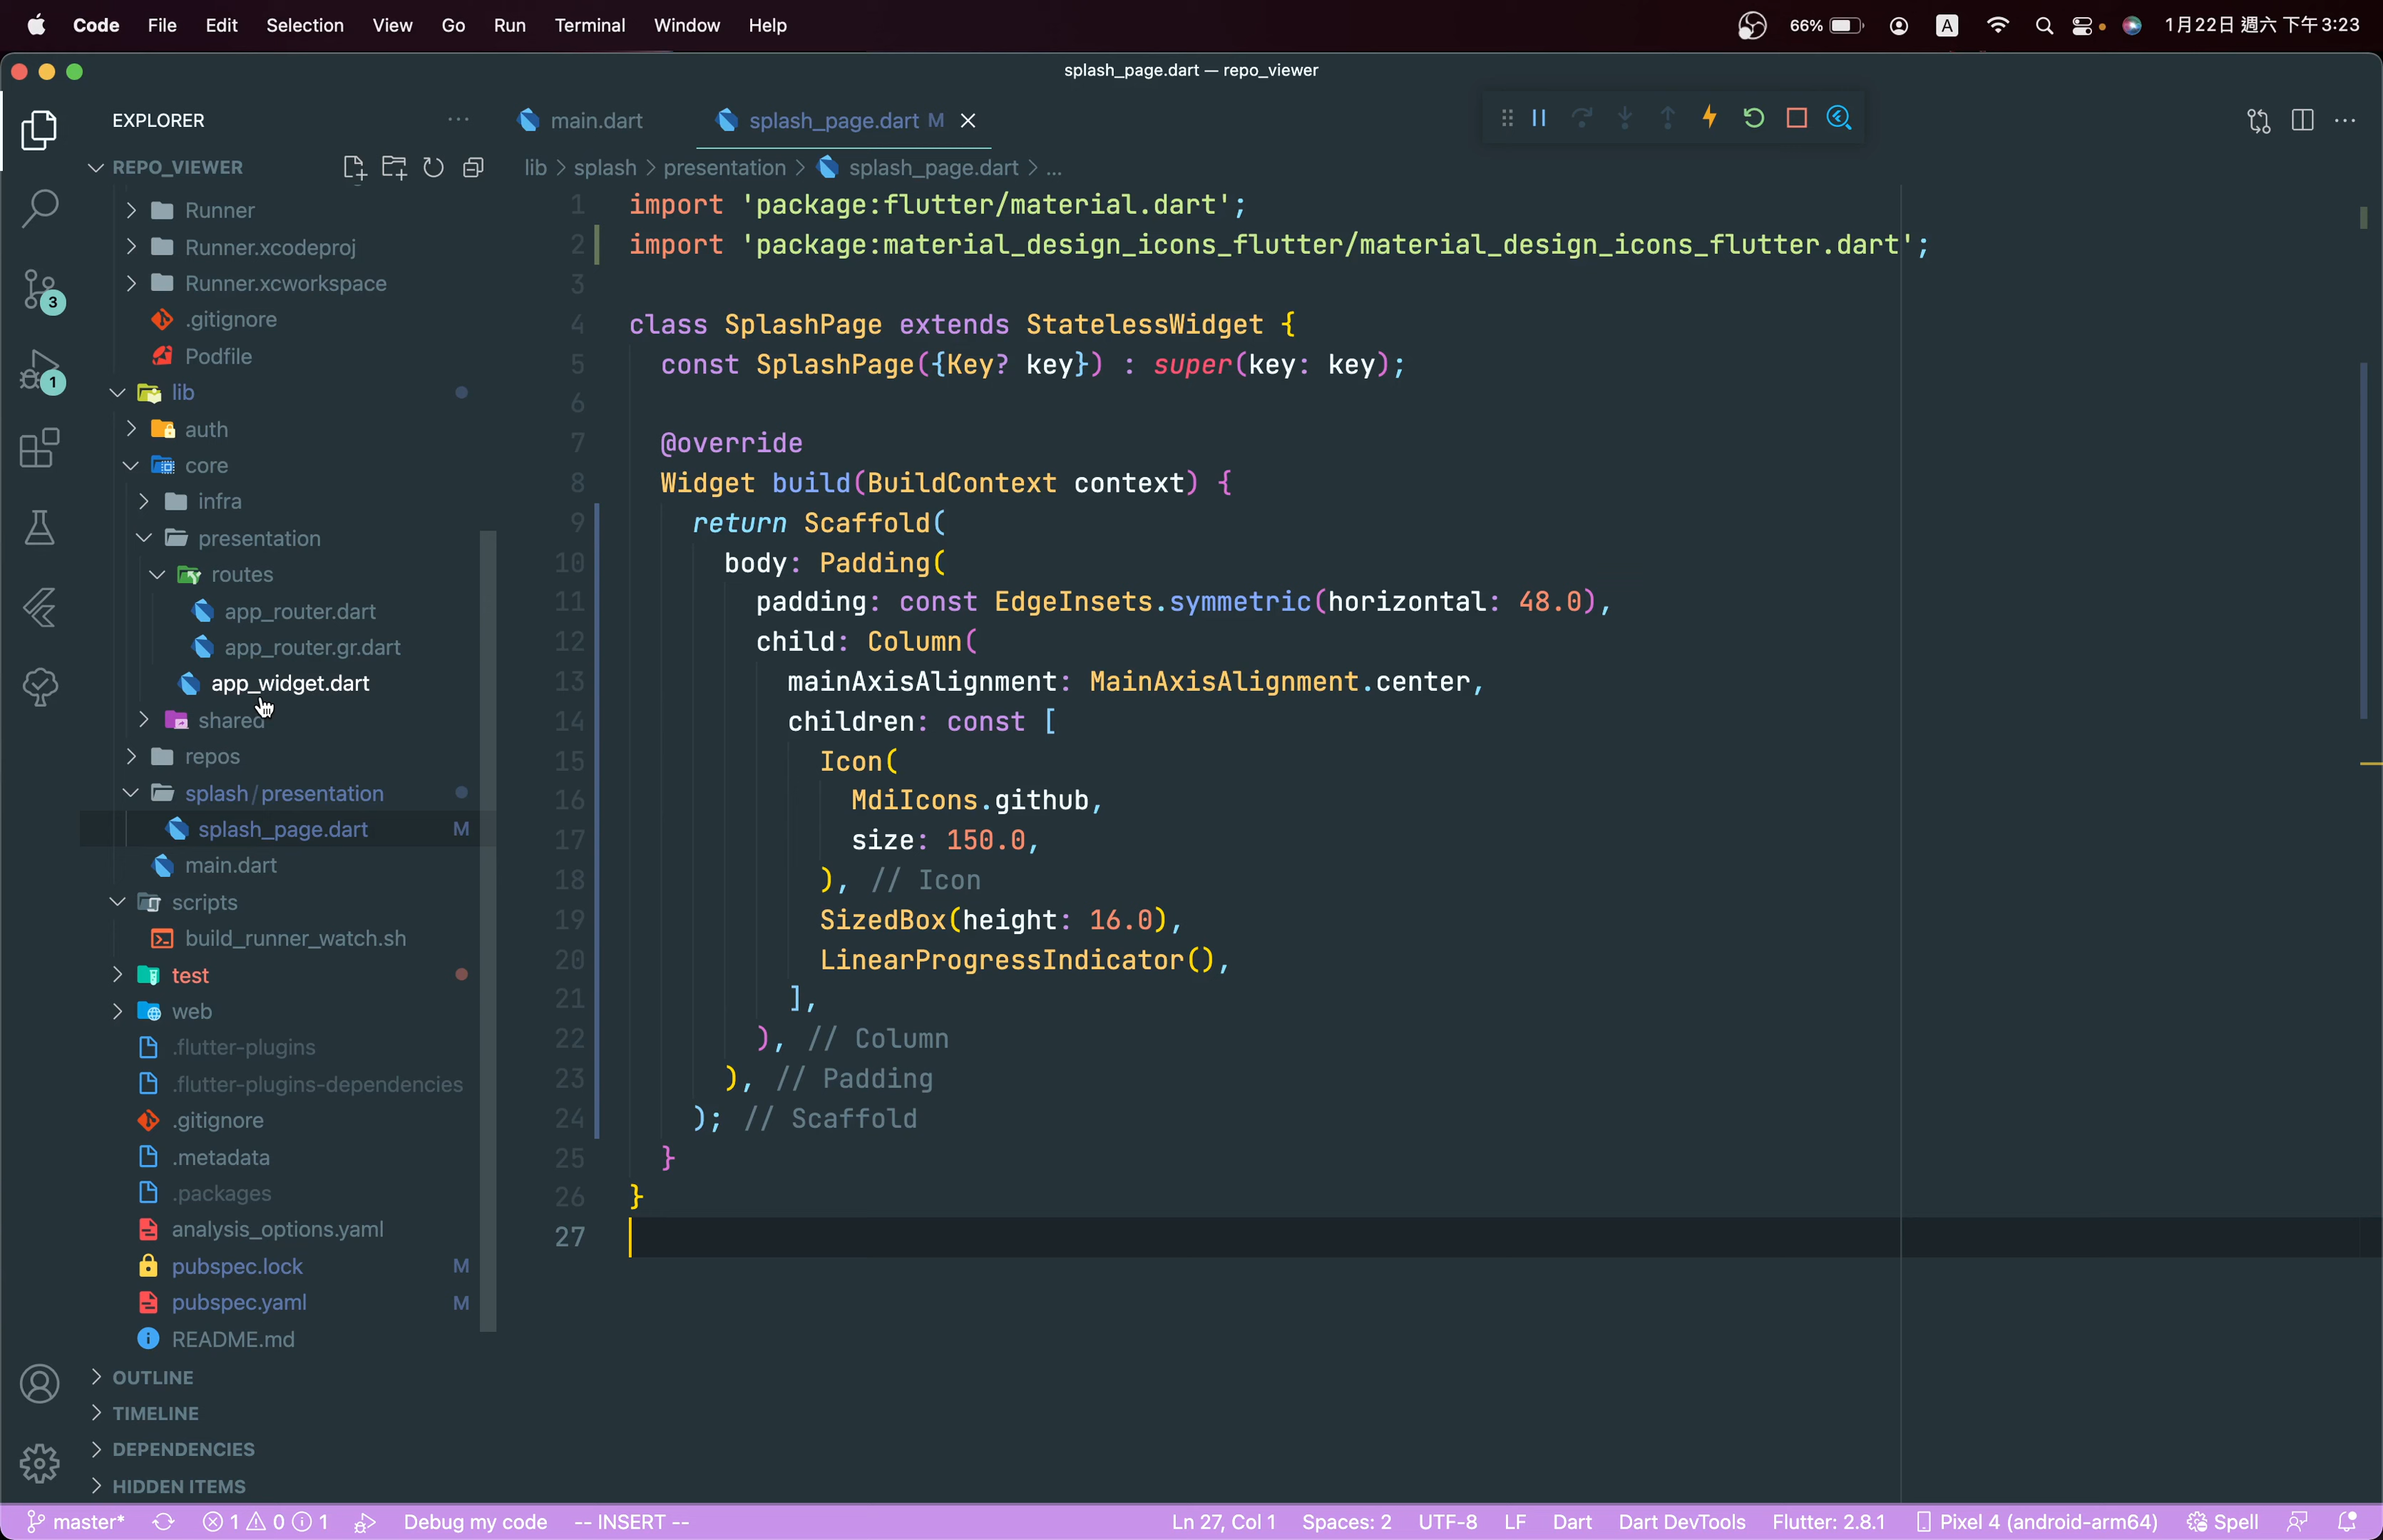 Code File Edit Selection View Go Run Terminal Window Help 66% A 1月22日 週六 下午3:23
splash_page.dart — repo_viewer
EXPLORER
main.dart
splash_page.dart M
REPO_VIEWER
lib > splash > presentation > splash_page.dart > ...
Runner
Runner.xcodeproj
Runner.xcworkspace
.gitignore
Podfile
lib
auth
core
infra
presentation
routes
app_router.dart
app_router.gr.dart
app_widget.dart
shared
repos
splash/presentation
splash_page.dart M
main.dart
scripts
build_runner_watch.sh
test
web
.flutter-plugins
.flutter-plugins-dependencies
.gitignore
.metadata
.packages
analysis_options.yaml
pubspec.lock M
pubspec.yaml M
README.md
OUTLINE
TIMELINE
DEPENDENCIES
HIDDEN ITEMS
3
1
1 import 'package:flutter/material.dart';
2 import 'package:material_design_icons_flutter/material_design_icons_flutter.dart';
3
4 class SplashPage extends StatelessWidget {
5 const SplashPage({Key? key}) : super(key: key);
6
7 @override
8 Widget build(BuildContext context) {
9 return Scaffold(
10 body: Padding(
11 padding: const EdgeInsets.symmetric(horizontal: 48.0),
12 child: Column(
13 mainAxisAlignment: MainAxisAlignment.center,
14 children: const [
15 Icon(
16 MdiIcons.github,
17 size: 150.0,
18 ), // Icon
19 SizedBox(height: 16.0),
20 LinearProgressIndicator(),
21 ],
22 ), // Column
23 ), // Padding
24 ); // Scaffold
25 }
26 }
27
master* 1 0 1 Debug my code -- INSERT -- Ln 27, Col 1 Spaces: 2 UTF-8 LF Dart Dart DevTools Flutter: 2.8.1 Pixel 4 (android-arm64) Spell